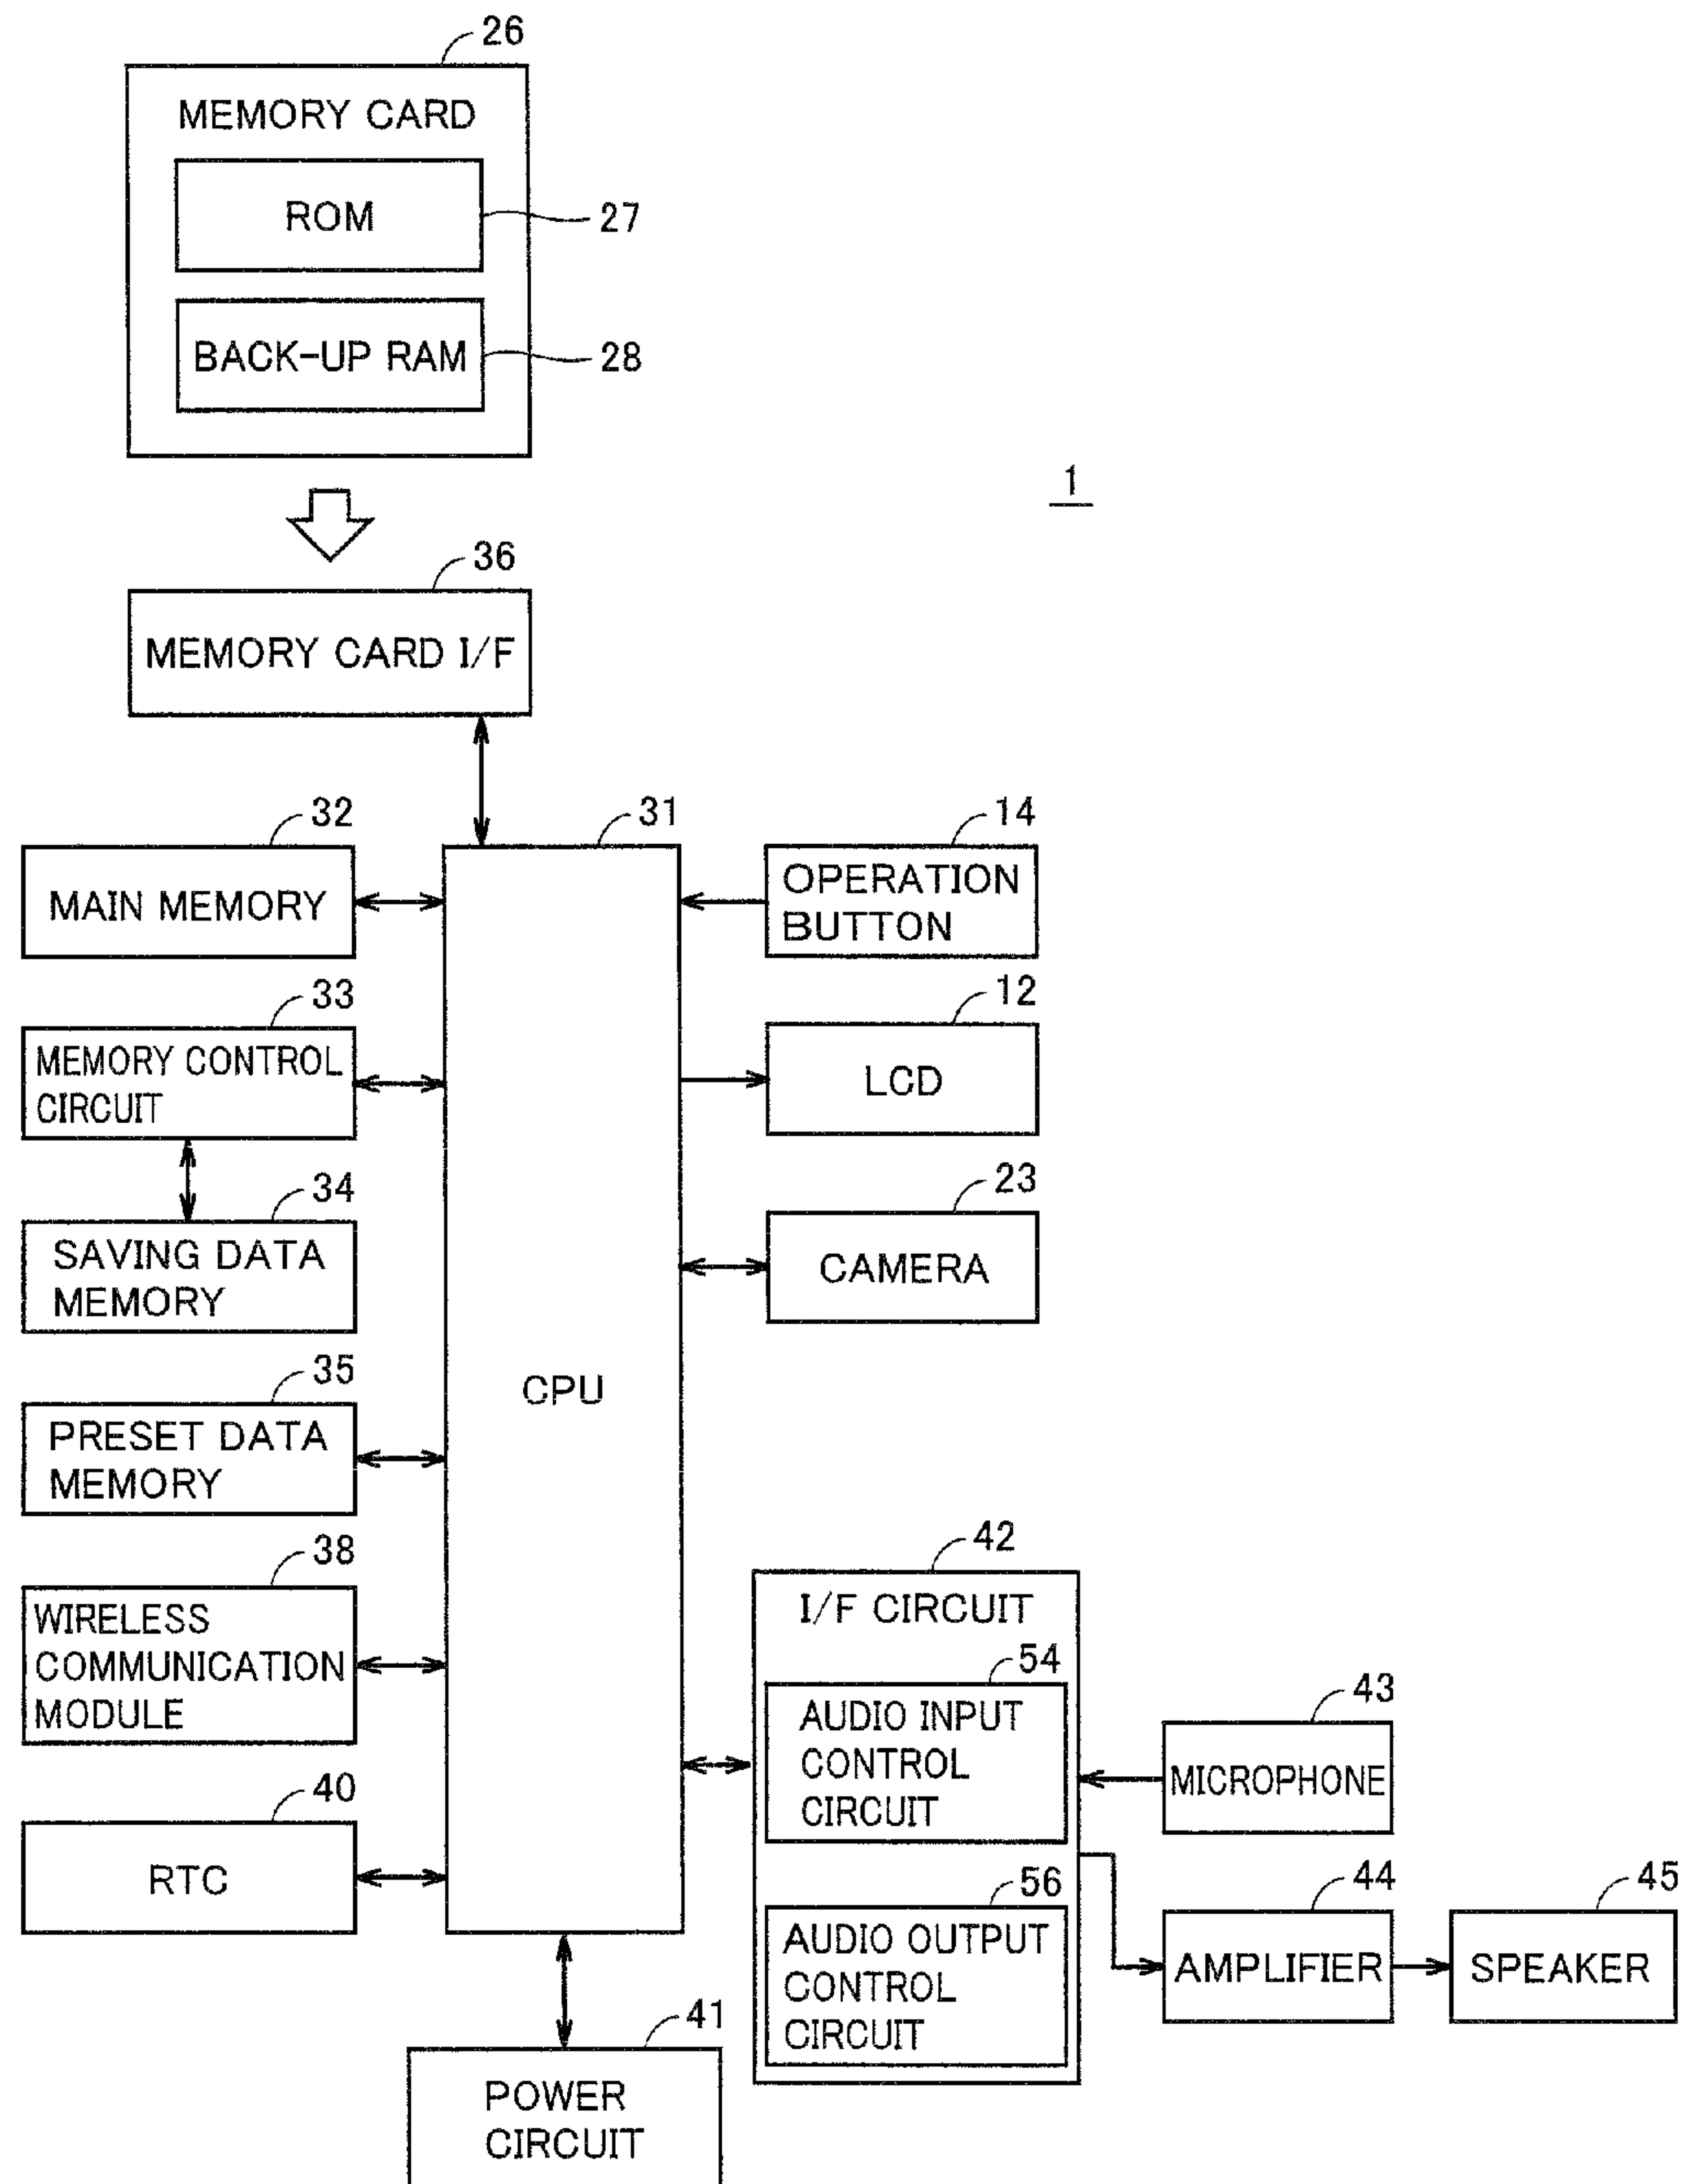 26
MEMORY CARD
ROM
27
BACK-UP RAM
28
1
36
MEMORY CARD I/F
32
MAIN MEMORY
31
CPU
14
OPERATION
BUTTON
33
MEMORY CONTROL
CIRCUIT
12
LCD
34
SAVING DATA
MEMORY
23
CAMERA
35
PRESET DATA
MEMORY
38
WIRELESS
COMMUNICATION
MODULE
42
I/F CIRCUIT
54
AUDIO INPUT
CONTROL
CIRCUIT
43
MICROPHONE
40
RTC
56
AUDIO OUTPUT
CONTROL
CIRCUIT
44
AMPLIFIER
45
SPEAKER
41
POWER
CIRCUIT